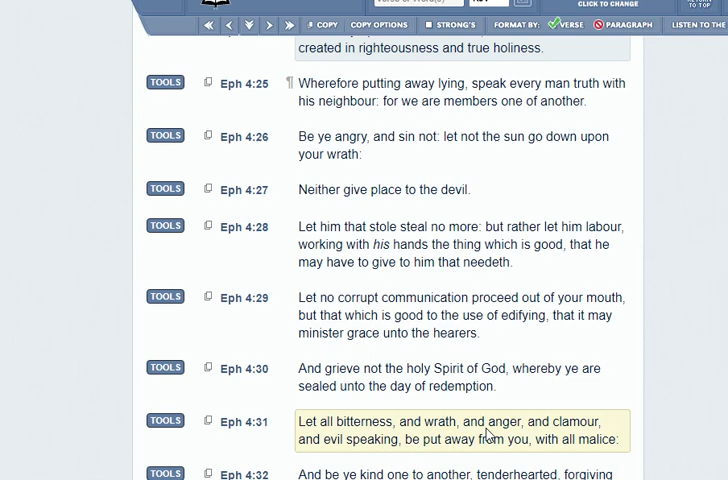 CLICK TO CHANGE
TO TOP
COPY COPY OPTIONS STRONG'S FORMAT BY: VERSE PARAGRAPH LISTEN TO THE
created in righteousness and true holiness.
TOOLS Eph 4:25 ¶ Wherefore putting away lying, speak every man truth with
his neighbour: for we are members one of another.
TOOLS Eph 4:26 Be ye angry, and sin not: let not the sun go down upon
your wrath:
TOOLS Eph 4:27 Neither give place to the devil.
TOOLS Eph 4:28 Let him that stole steal no more: but rather let him labour,
working with his hands the thing which is good, that he
may have to give to him that needeth.
TOOLS Eph 4:29 Let no corrupt communication proceed out of your mouth,
but that which is good to the use of edifying, that it may
minister grace unto the hearers.
TOOLS Eph 4:30 And grieve not the holy Spirit of God, whereby ye are
sealed unto the day of redemption.
TOOLS Eph 4:31 Let all bitterness, and wrath, and anger, and clamour,
and evil speaking, be put away from you, with all malice:
TOOLS Eph 4:32 And be ye kind one to another, tenderhearted, forgiving